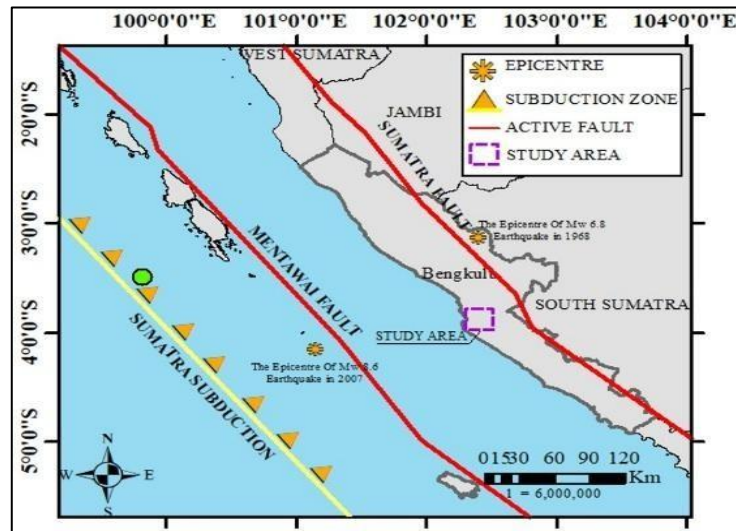 100°0'0"E 101°0'0"E 102°0'0"E 103°0'0"E 104°0'0"E
WEST SUMATRA
EPICENTRE
SUBDUCTION ZONE
ACTIVE FAULT
STUDY AREA
JAMBI
2°0'0"S
SUMATRA FAULT
3°0'0"S
The Epicentre Of Mw 6.8
Earthquake in 1968
MENTAWAI FAULT
Bengkulu
SOUTH SUMATRA
STUDY AREA
4°0'0"S
The Epicentre Of Mw 8.6
Earthquake in 2007
SUMATRA SUBDUCTION
5°0'0"S
N
W E
S
0 15 30 60 90 120
Km
1 = 6,000,000